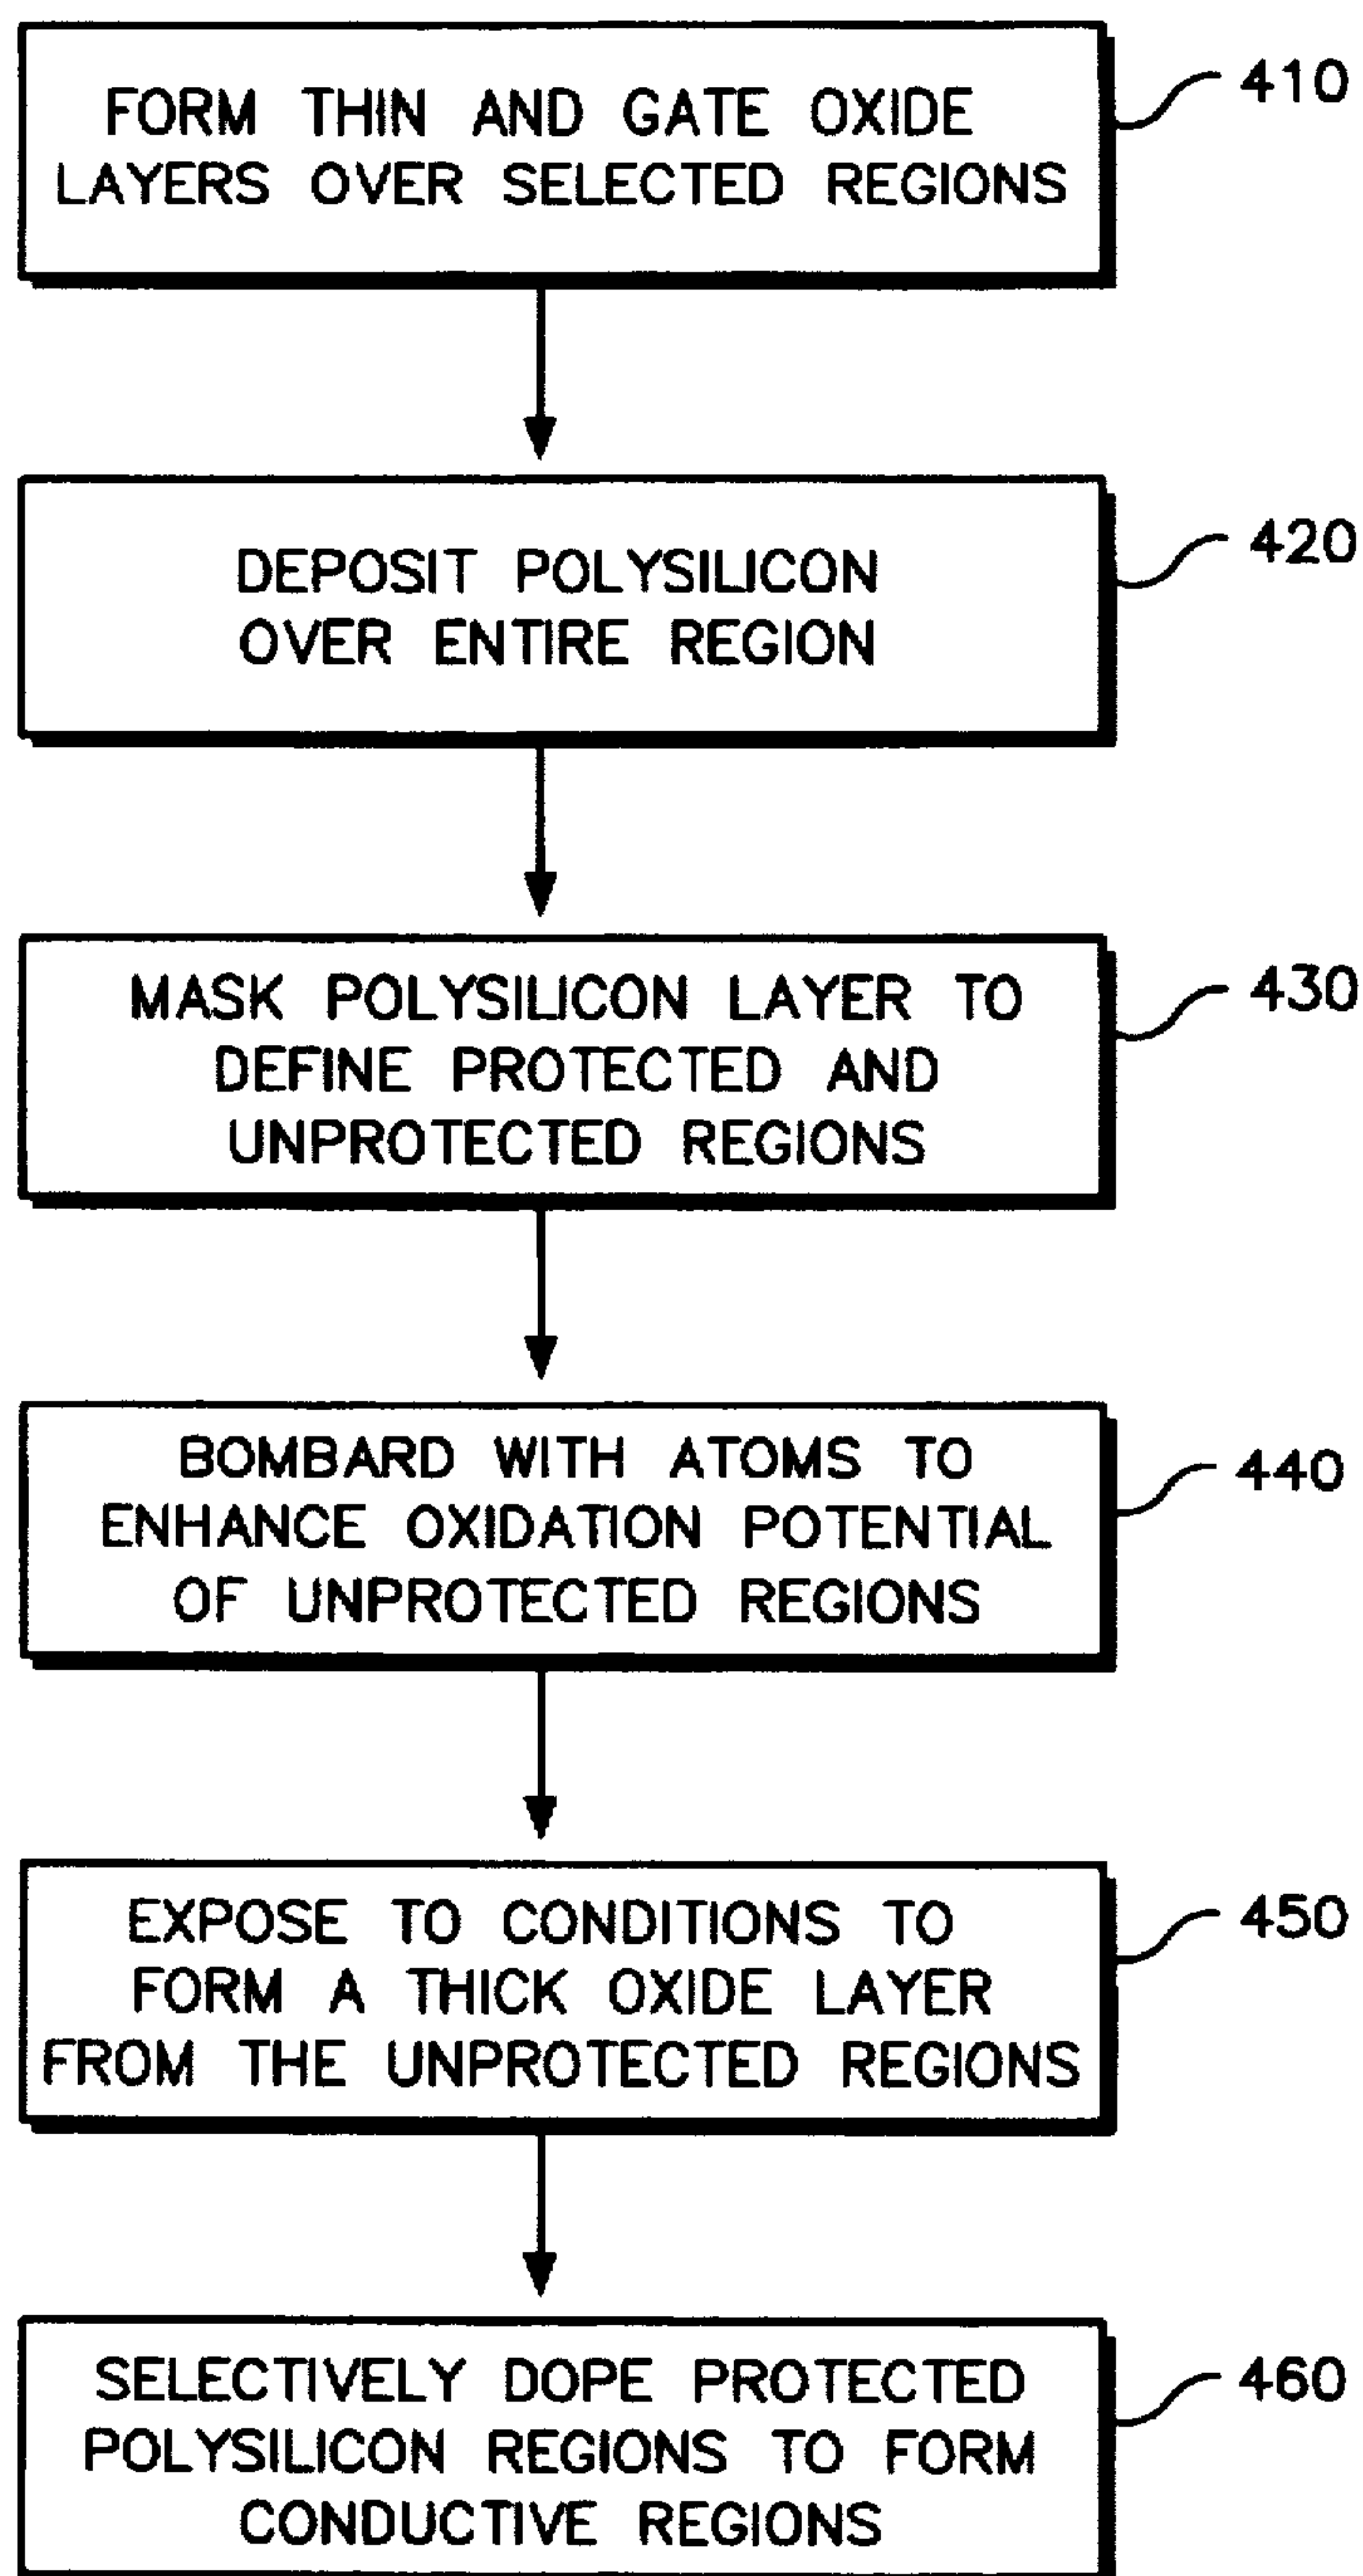 FORM THIN AND GATE OXIDE
LAYERS OVER SELECTED REGIONS
410
DEPOSIT POLYSILICON
OVER ENTIRE REGION
420
MASK POLYSILICON LAYER TO
DEFINE PROTECTED AND
UNPROTECTED REGIONS
430
BOMBARD WITH ATOMS TO
ENHANCE OXIDATION POTENTIAL
OF UNPROTECTED REGIONS
440
EXPOSE TO CONDITIONS TO
FORM A THICK OXIDE LAYER
FROM THE UNPROTECTED REGIONS
450
SELECTIVELY DOPE PROTECTED
POLYSILICON REGIONS TO FORM
CONDUCTIVE REGIONS
460